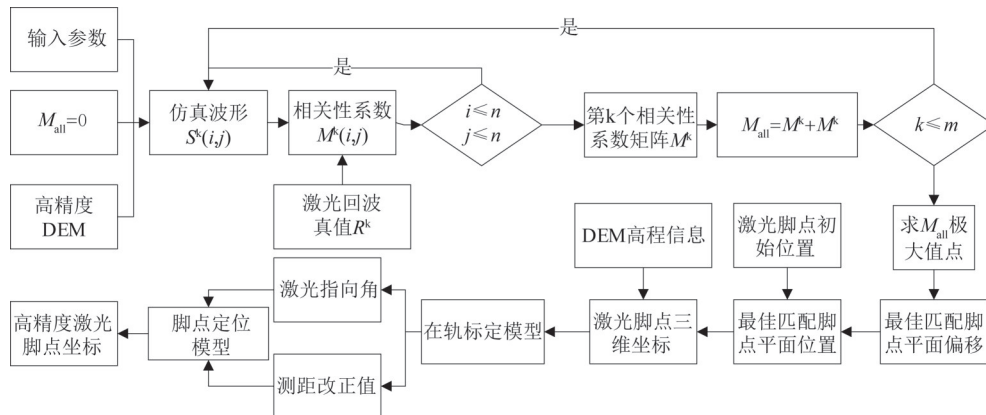 是
是
输入参数
M_all=0
高精度
DEM
仿真波形
S^k(i,j)
相关性系数
M^k(i,j)
激光回波
真值R^k
i≤n
j≤n
第k个相关性
系数矩阵M^k
M_all=M^k+M^k
k≤m
求M_all极
大值点
最佳匹配脚
点平面偏移
激光脚点初
始位置
最佳匹配脚
点平面位置
DEM高程信息
激光脚点三
维坐标
在轨标定模型
激光指向角
测距改正值
脚点定位
模型
高精度激光
脚点坐标